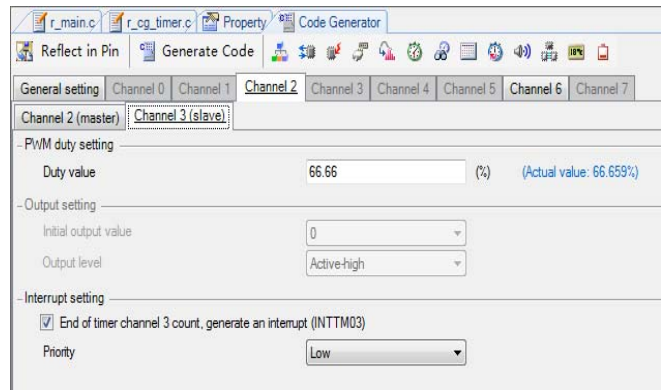 r_main.c r_cg_timer.c Property Code Generator
Reflect in Pin Generate Code
General setting Channel 0 Channel 1 Channel 2 Channel 3 Channel 4 Channel 5 Channel 6 Channel 7
Channel 2 (master) Channel 3 (slave)
PWM duty setting
Duty value 66.66 (%) (Actual value: 66.659%)
Output setting
Initial output value 0
Output level Active-high
Interrupt setting
End of timer channel 3 count, generate an interrupt (INTTM03)
Priority Low